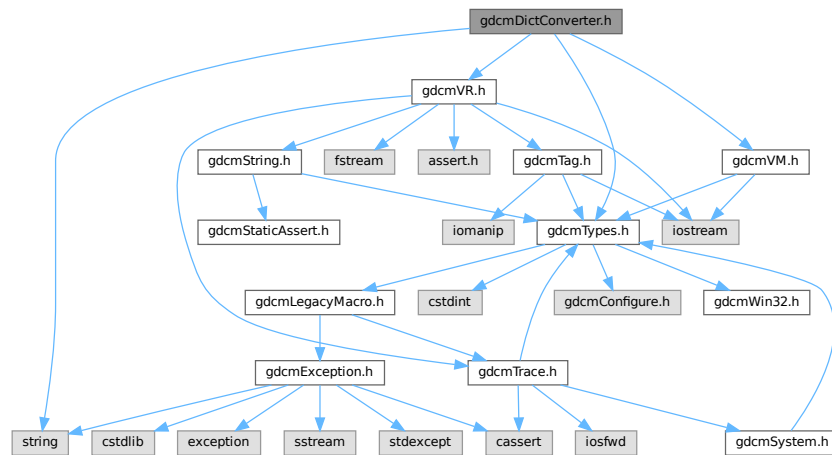 gdcmDictConverter.h
gdcmVR.h
gdcmString.h
fstream
assert.h
gdcmTag.h
gdcmVM.h
gdcmStaticAssert.h
iomanip
gdcmTypes.h
iostream
gdcmLegacyMacro.h
cstdint
gdcmConfigure.h
gdcmWin32.h
gdcmException.h
gdcmTrace.h
string
cstdlib
exception
sstream
stdexcept
cassert
iosfwd
gdcmSystem.h